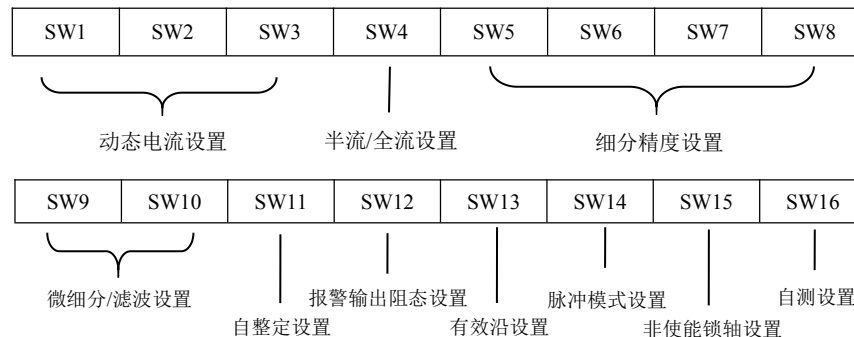 SW1 SW2 SW3 SW4 SW5 SW6 SW7 SW8
动态电流设置 半流/全流设置 细分精度设置
SW9 SW10 SW11 SW12 SW13 SW14 SW15 SW16
微细分/滤波设置 报警输出阻态设置 脉冲模式设置 自测设置
自整定设置 有效沿设置 非使能锁轴设置